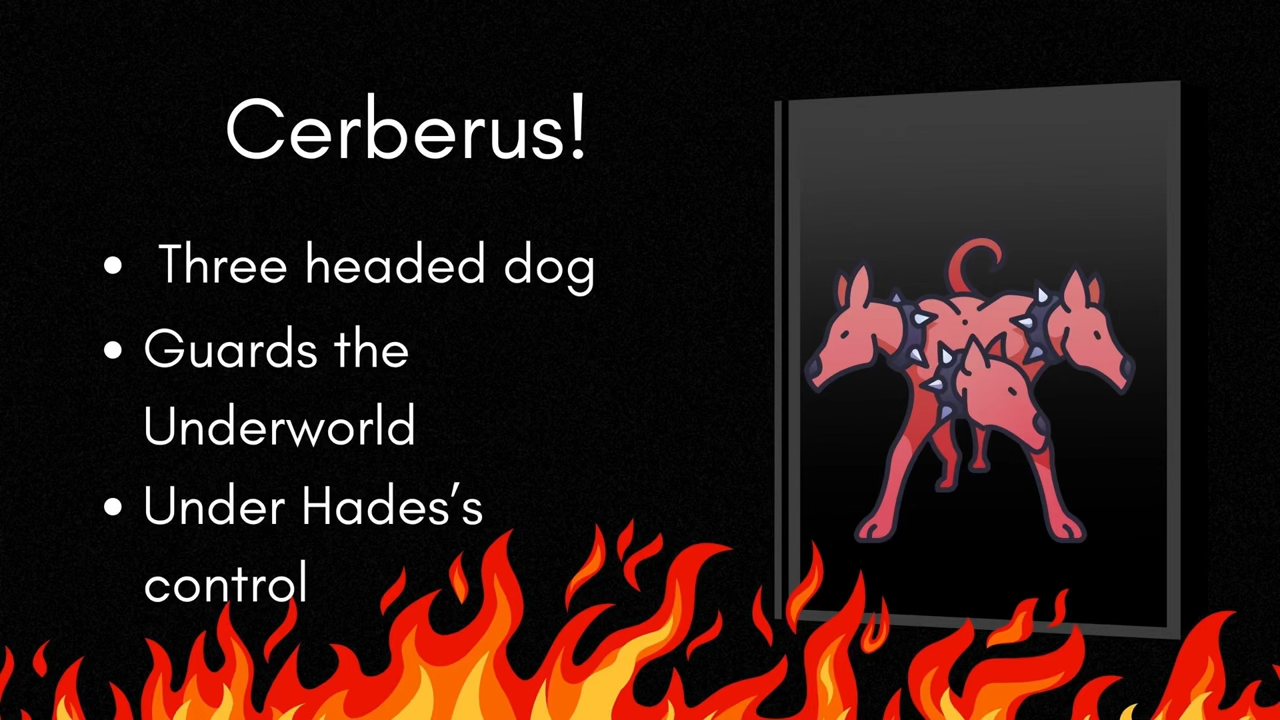 Cerberus!
• Three headed dog
• Guards the
Underworld
• Under Hades’s
control